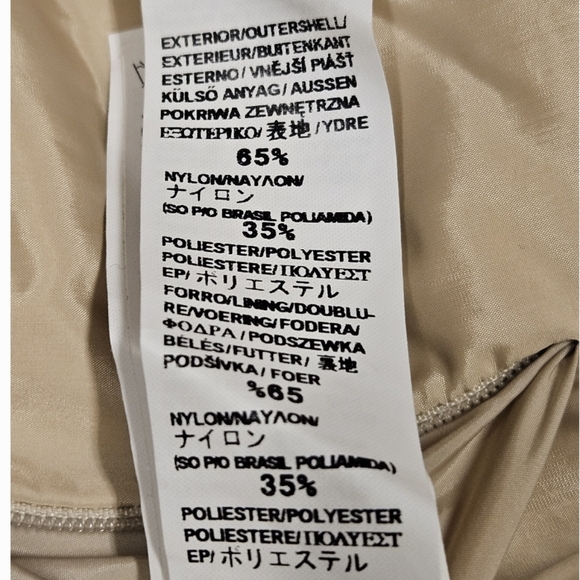 EXTERIOR/OUTERSHELL/
EXTERIEUR/BUITENKANT
ESTERNO/VNĚJŠÍ PLÁŠŤ
KÜLSŐ ANYAG/AUSSEN
POKRIWA ZEWNĘTRZNA
ΕΞΩΤΕΡΙΚΟ/表地/YDRE
65%
NYLON/ΝΑΥΛΟΝ/
ナイロン
(SO P/O BRASIL POLIAMIDA)
35%
POLIESTER/POLYESTER
POLIESTERE/ΠΟΛΥΕΣΤ
ΕΡ/ポリエステル
FORRO/LINING/DOUBLU-
RE/VOERING/FODERA/
ΦΟΔΡΑ/PODSZEWKA
BÉLÉS/FUTTER/裏地
PODŠÍVKA/FOER
%65
NYLON/ΝΑΥΛΟΝ/
ナイロン
(SO P/O BRASIL POLIAMIDA)
35%
POLIESTER/POLYESTER
POLIESTERE/ΠΟΛΥΕΣΤ
ΕΡ/ポリエステル